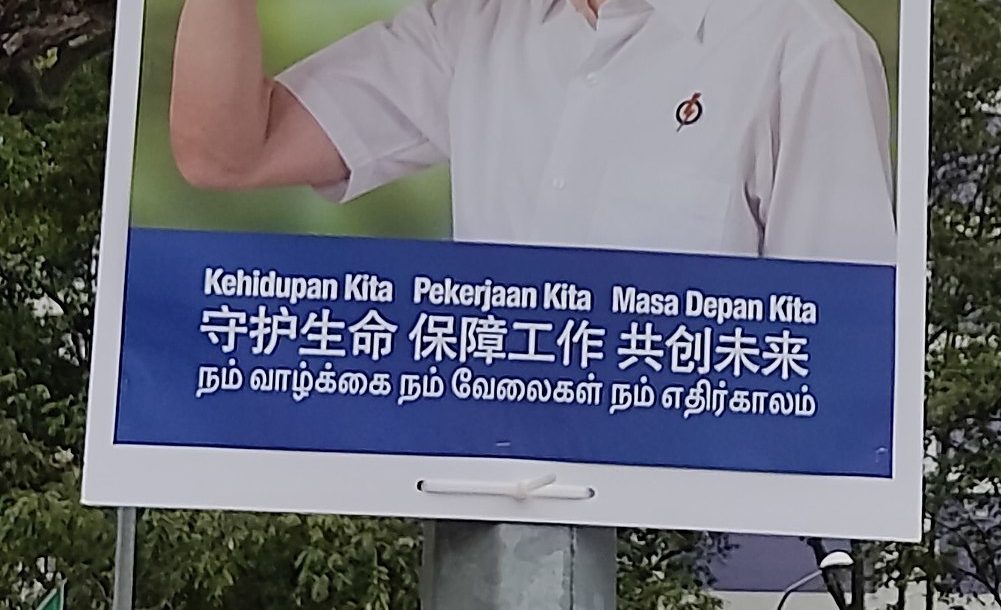 Kehidupan Kita Pekerjaan Kita Masa Depan Kita
守护生命 保障工作 共创未来
நம் வாழ்க்கை நம் வேலைகள் நம் எதிர்காலம்